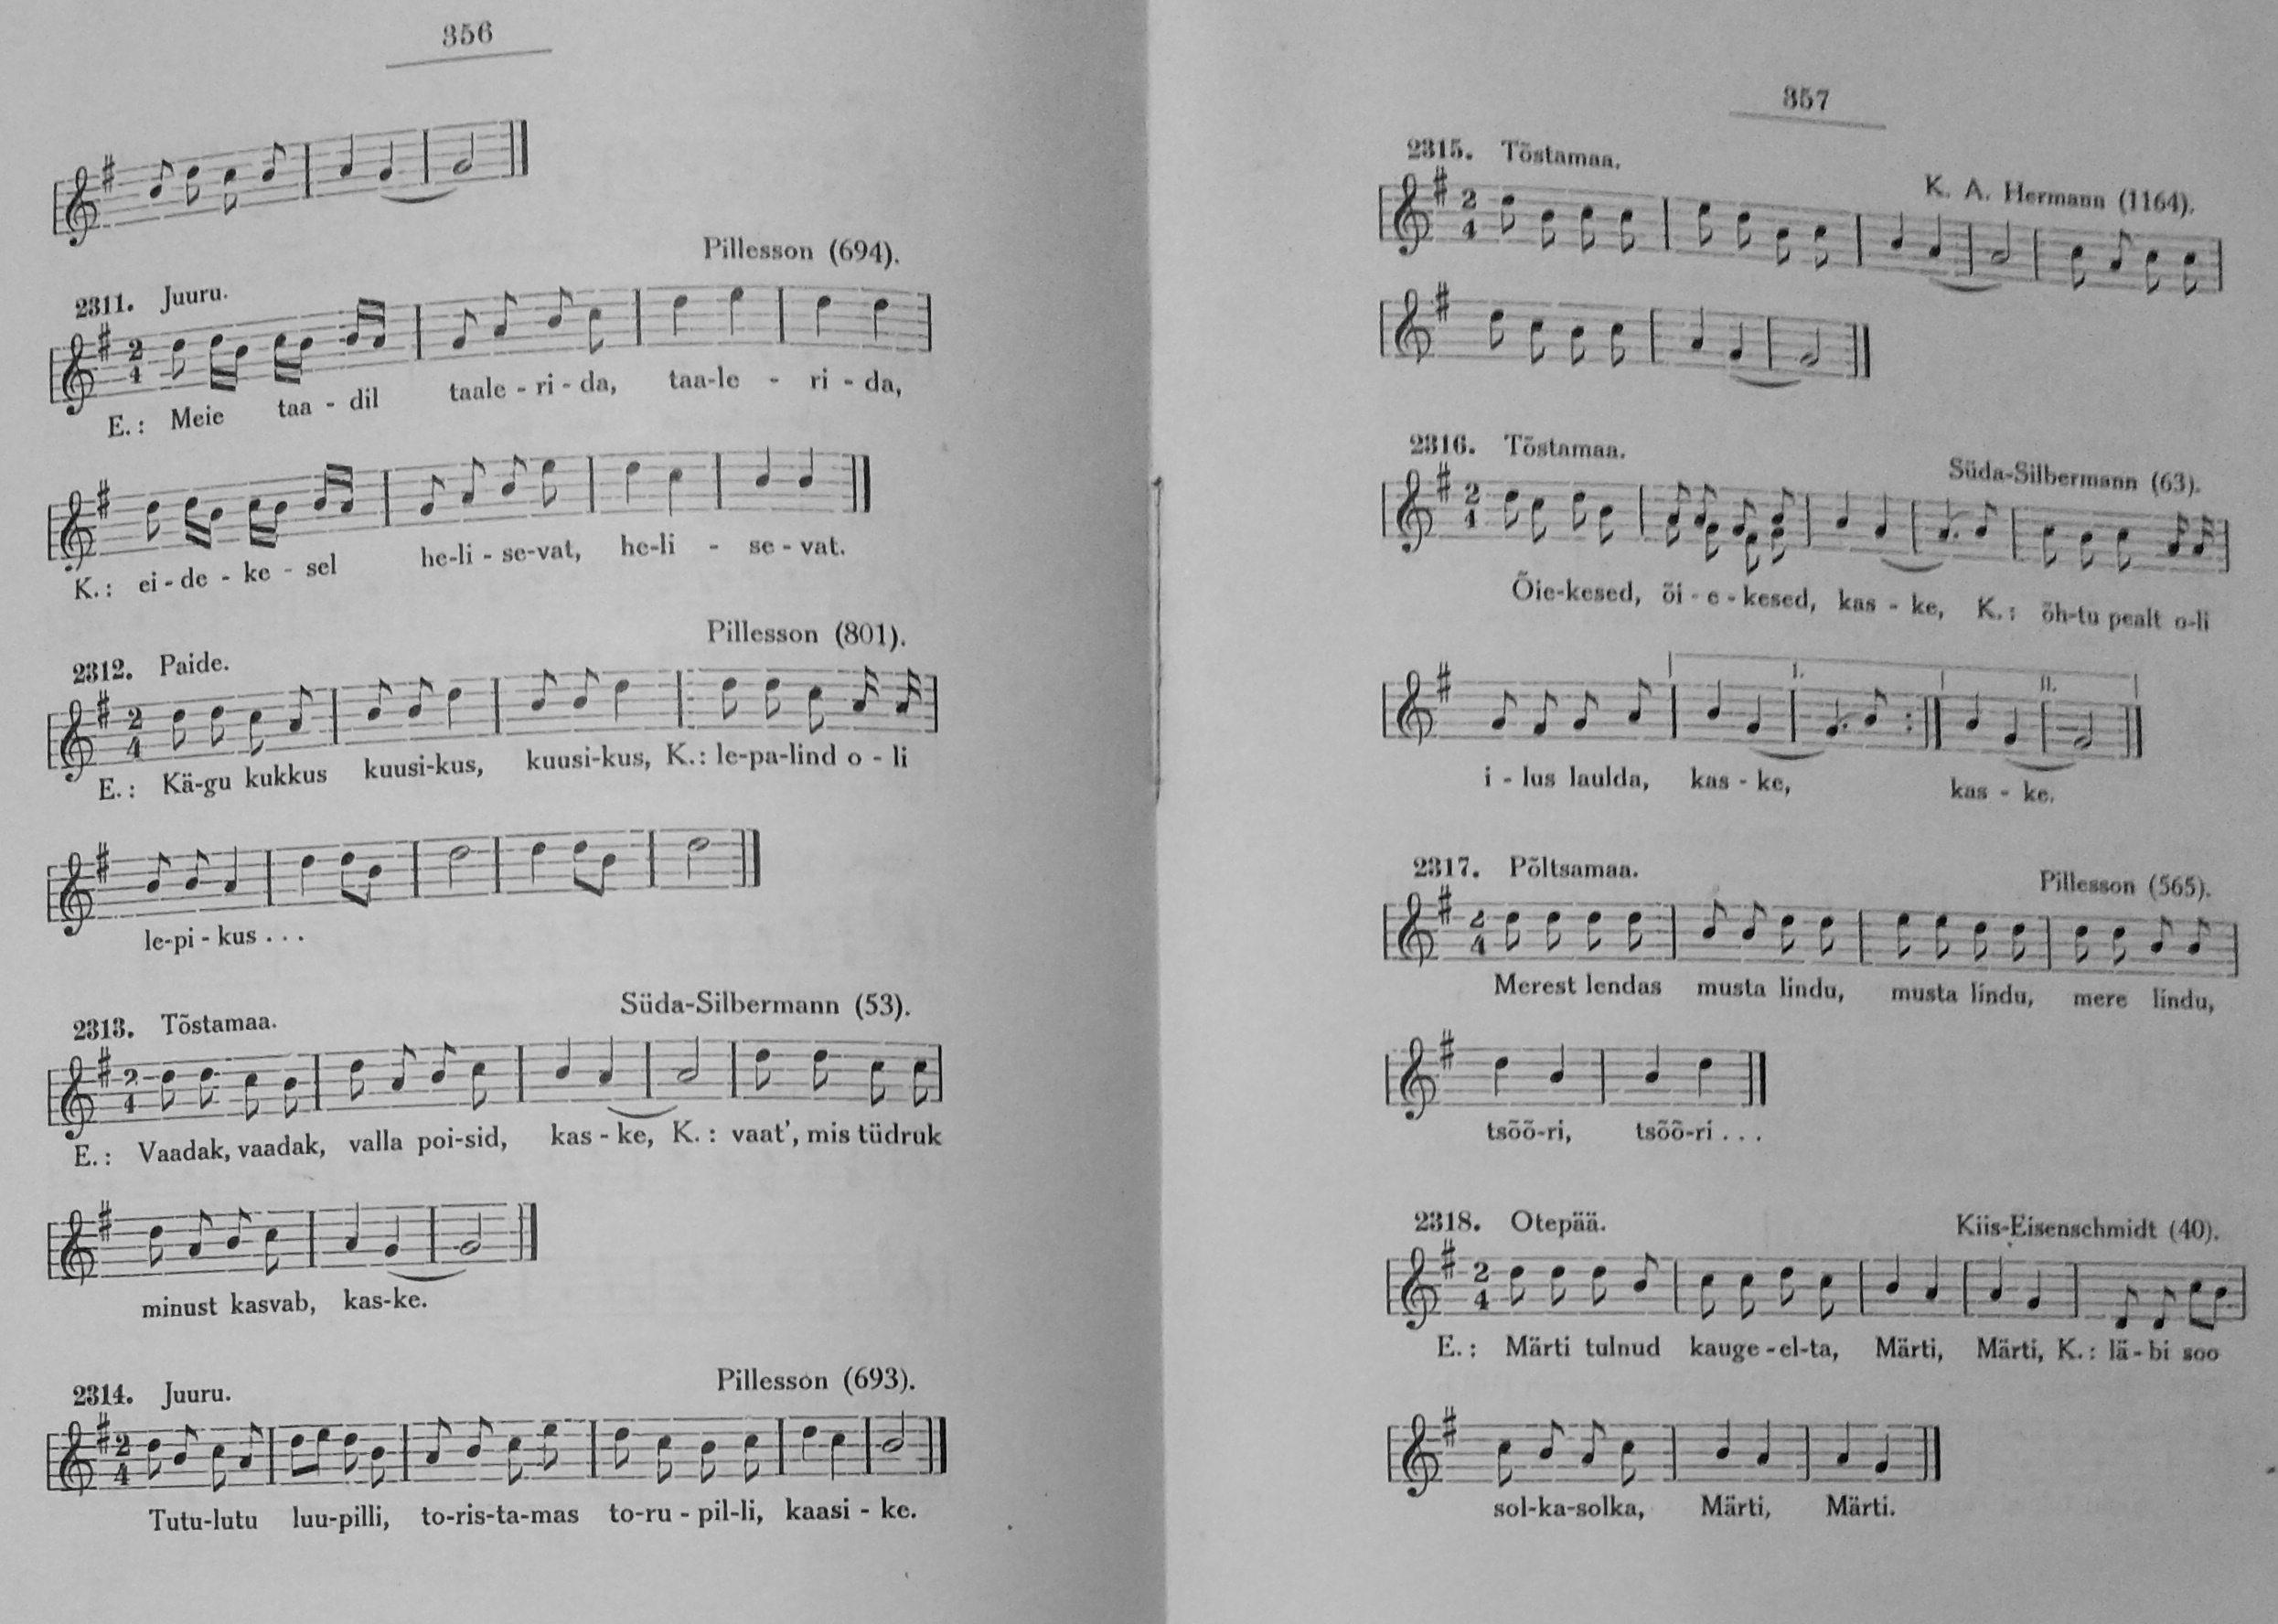 356
Pillesson (694).
2311. Juuru.
2
4
E.: Meie taa - dil taale - ri - da, taa-le - ri - da,
K.: ei - de - ke - sel he-li - se-vat, he-li - se - vat.
Pillesson (801).
2312. Paide.
2
4
E.: Kä-gu kukkus kuusi-kus, kuusi-kus, K.: le-pa-lind o - li
le-pi - kus . . .
Süda-Silbermann (53).
2313. Tõstamaa.
2
4
E.: Vaadak, vaadak, valla poi-sid, kas - ke, K.: vaat’, mis tüdruk
minust kasvab, kas-ke.
Pillesson (693).
2314. Juuru.
2
4
Tutu-lutu luu-pilli, to-ris-ta-mas to-ru - pil-li, kaasi - ke.
357
2315. Tõstamaa.
K. A. Hermann (1164).
2
4
2316. Tõstamaa.
Süda-Silbermann (63).
2
4
Õie-kesed, õi - e - kesed, kas - ke, K.: õh-tu pealt o-li
I. II.
i - lus laulda, kas - ke, kas - ke.
2317. Põltsamaa.
Pillesson (565).
2
4
Merest lendas musta lindu, musta lindu, mere lindu,
tsõõ-ri, tsõõ-ri . . .
2318. Otepää.
Kiis-Eisenschmidt (40).
2
4
E.: Märti tulnud kauge - el-ta, Märti, Märti, K.: lä - bi soo
sol-ka-solka, Märti, Märti.